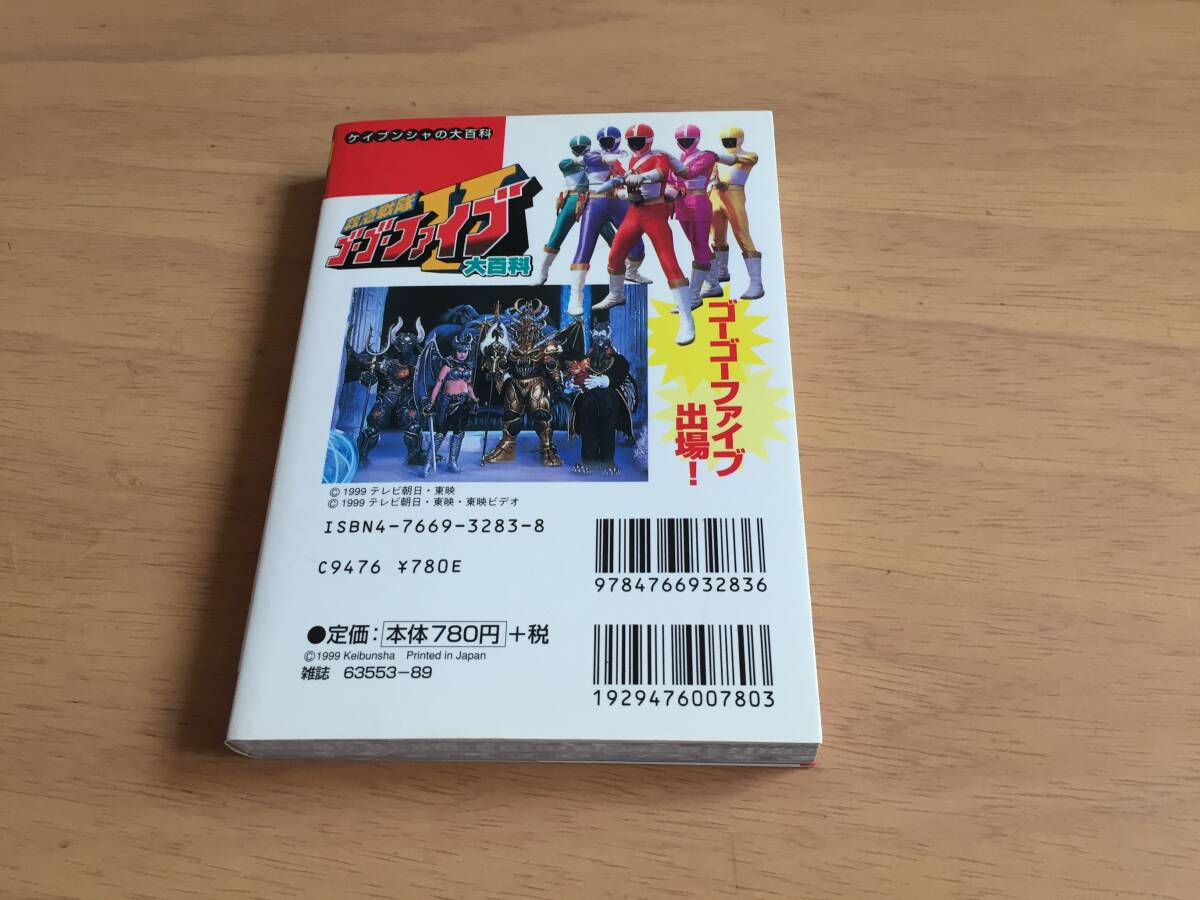 ケイブンシャの大百科
救急戦隊
ゴーゴーファイブ
大百科
ゴーゴーファイブ
出場!
© 1999 テレビ朝日・東映
© 1999 テレビ朝日・東映・東映ビデオ
ISBN4-7669-3283-8
C9476 ¥780E
9784766932836
●定価:本体780円+税
©1999 Keibunsha Printed in Japan
雑誌 63553-89
1929476007803